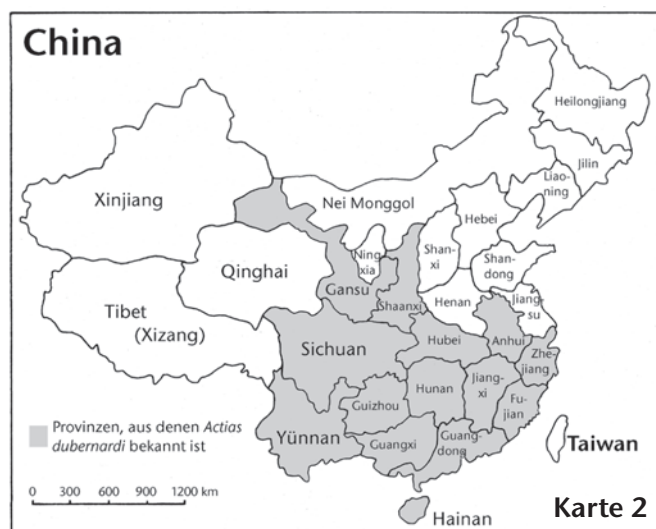 China
Heilongjiang
Jilin
Liao-
ning
Xinjiang
Nei Monggol
Hebei
Ning
xia
Shan-
xi
Shan-
dong
Qinghai
Gansu
Shaanxi
Henan
Jiang-
su
Tibet
(Xizang)
Sichuan
Hubei
Anhui
Zhe-
jiang
Hunan
Jiang-
xi
Guizhou
Fu-
jian
Yünnan
Guangxi
Guang-
dong
Taiwan
Provinzen, aus denen Actias
dubernardi bekannt ist
0 300 600 900 1200 km
Hainan
Karte 2